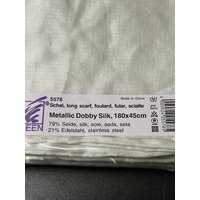 Made in China
5578
Schal, long scarf, foulard, fular, scialle
Metallic Dobby Silk, 180x45cm
79% Seide, silk, soie, seda, seta
21% Edelstahl, stainless steel
EEN